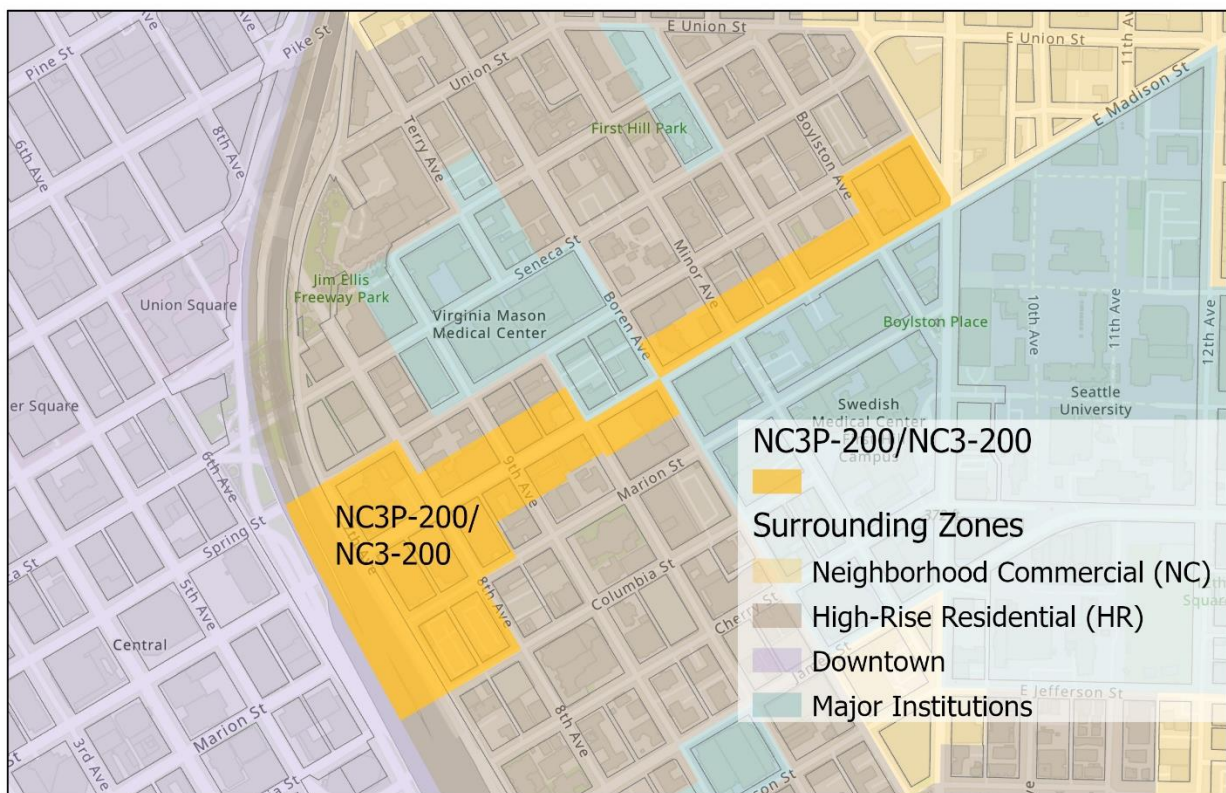 Pine St
Pike St
Union St
E Union St
E Union St
11th Ave
E Madison St
6th Ave
8th Ave
Terry Ave
First Hill Park
Boylston Ave
Seneca St
Minor Ave
Jim Ellis
Freeway Park
Union Square
Virginia Mason
Medical Center
Boren Ave
Boylston Place
10th Ave
11th Ave
12th Ave
er Square
6th Ave
Swedish
Medical Center
Campus
Seattle
University
NC3P-200/
NC3-200
9th Ave
Marion St
Spring St
5th Ave
8th Ave
Columbia St
Cherry St
Central
Marion St
3rd Ave
8th Ave
NC3P-200/NC3-200
Surrounding Zones
Neighborhood Commercial (NC)
High-Rise Residential (HR)
Downtown
Major Institutions
E Jefferson St
Square